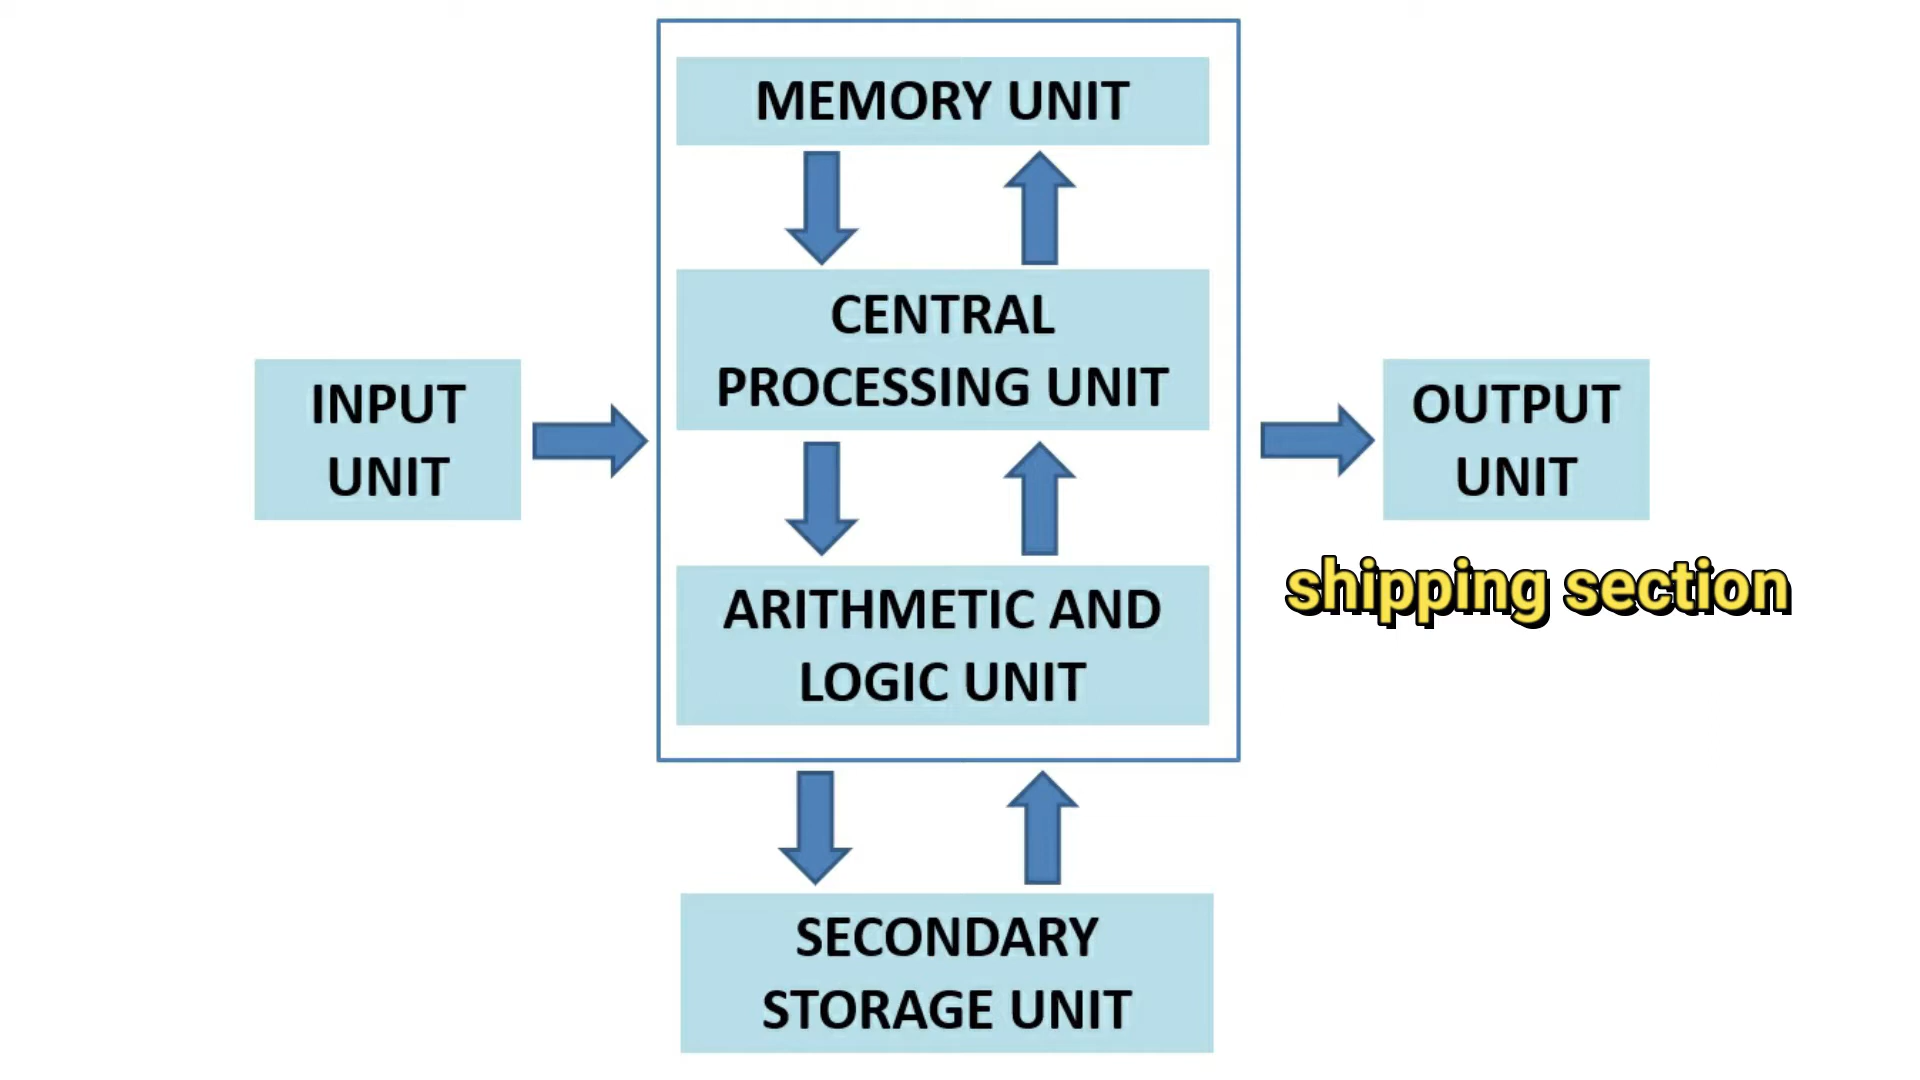 MEMORY UNIT
CENTRAL
PROCESSING UNIT
INPUT
UNIT
OUTPUT
UNIT
shipping section
ARITHMETIC AND
LOGIC UNIT
SECONDARY
STORAGE UNIT